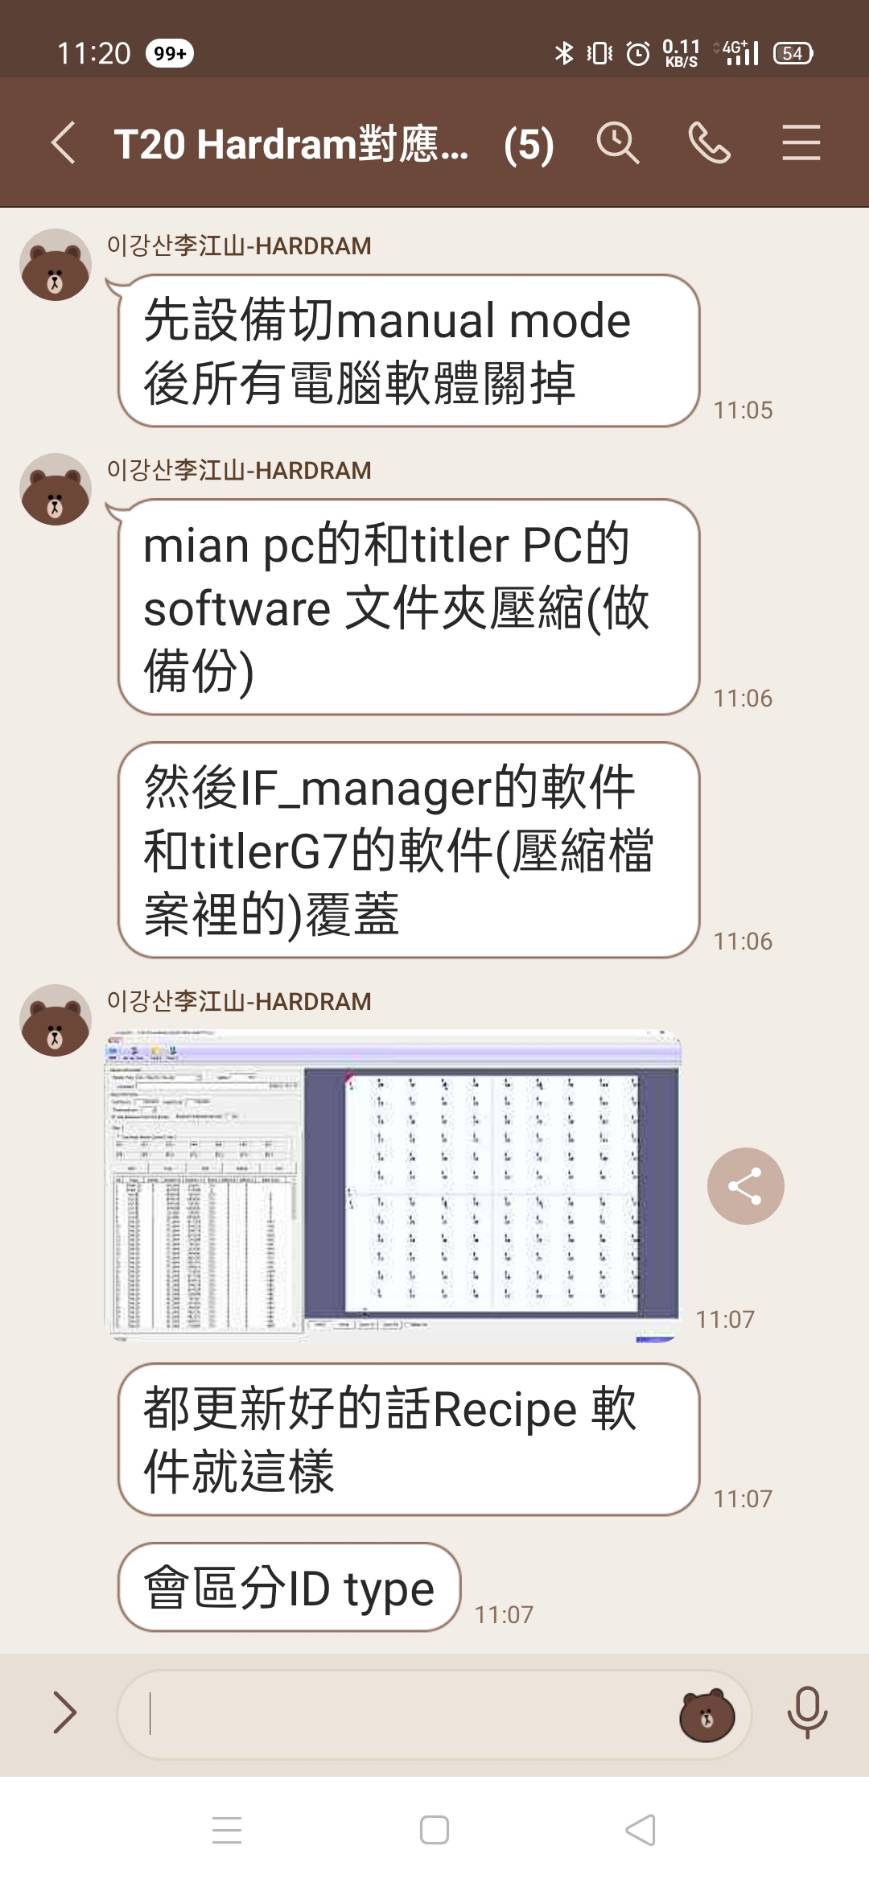 11:20 99+ 0.11 KB/S 4G+ 54
T20 Hardram對應... (5)
이강산李江山-HARDRAM
先設備切manual mode
後所有電腦軟體關掉
11:05
이강산李江山-HARDRAM
mian pc的和titler PC的
software 文件夾壓縮(做
備份)
11:06
然後IF_manager的軟件
和titlerG7的軟件(壓縮檔
案裡的)覆蓋
11:06
이강산李江山-HARDRAM
11:07
都更新好的話Recipe 軟
件就這樣
11:07
會區分ID type
11:07